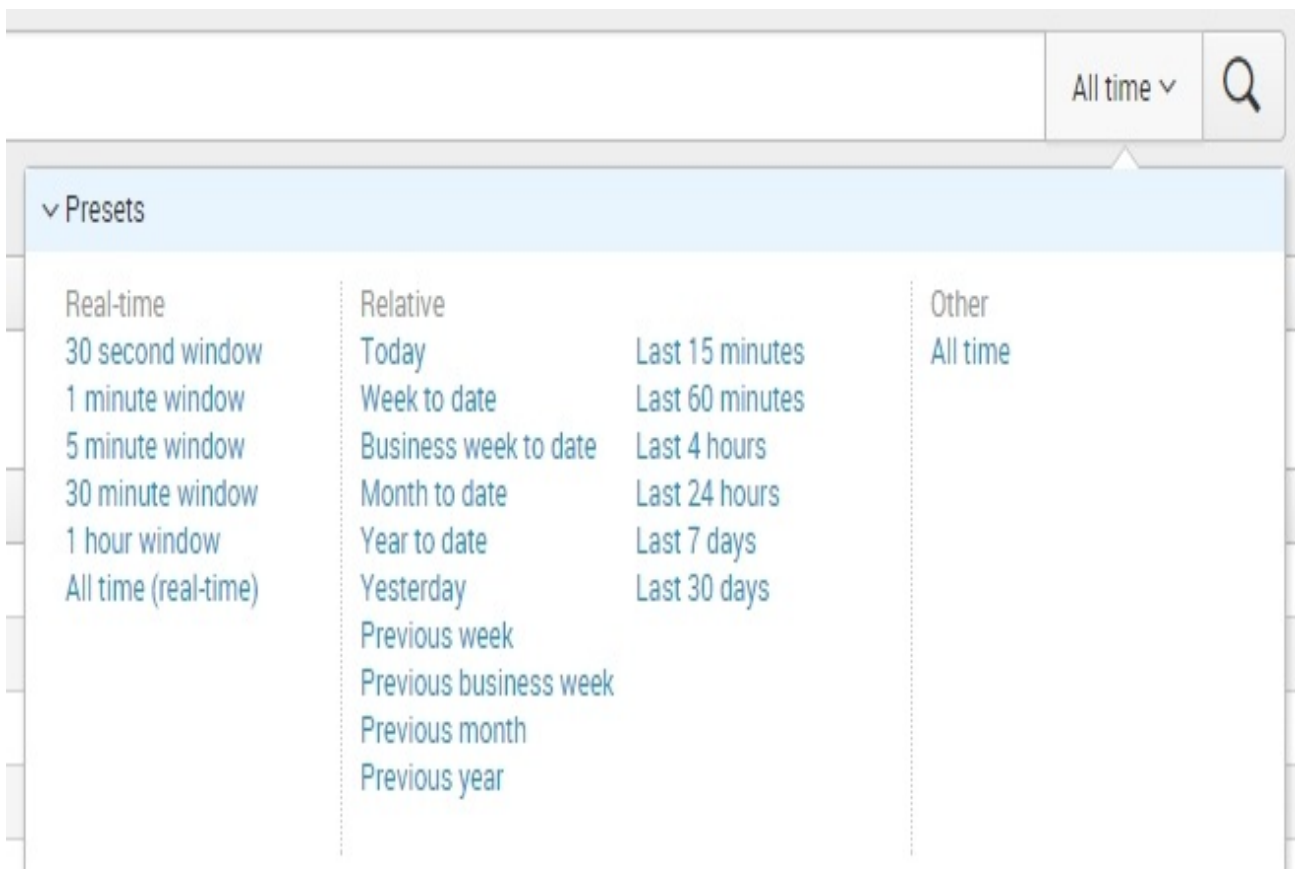 All time
Presets
Real-time
30 second window
1 minute window
5 minute window
30 minute window
1 hour window
All time (real-time)
Relative
Today
Week to date
Business week to date
Month to date
Year to date
Yesterday
Previous week
Previous business week
Previous month
Previous year
Last 15 minutes
Last 60 minutes
Last 4 hours
Last 24 hours
Last 7 days
Last 30 days
Other
All time